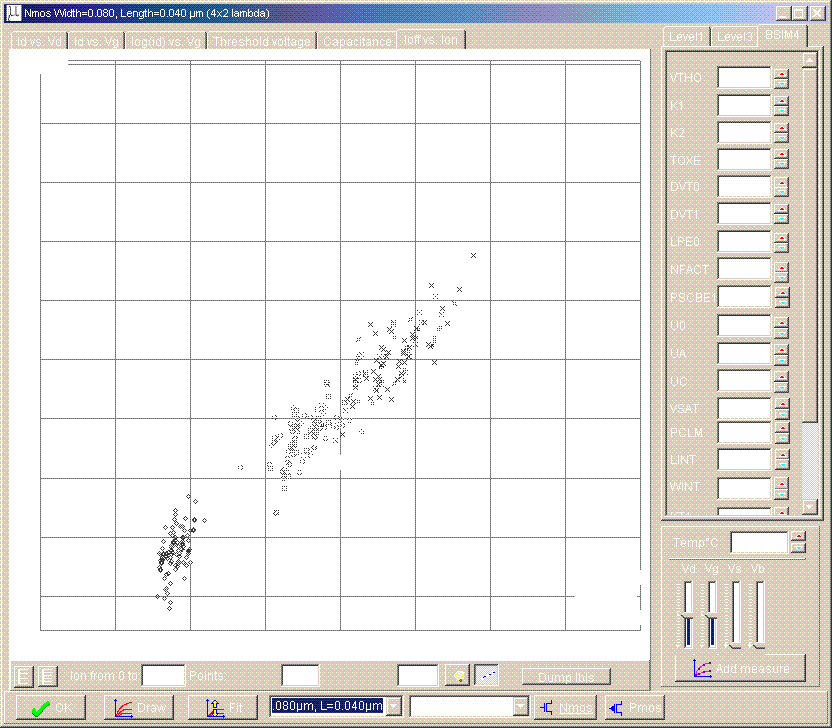 Nmos Width=0.080, Length=0.040 µm (4x2 lambda)
Id vs. Vd Id vs. Vg log(Id) vs. Vg Threshold voltage Capacitance Ioff vs. Ion
Level1 Level3 BSIM4
VTHO
K1
K2
TOXE
DVT0
DVT1
LPE0
NFACT
PSCBE
U0
UA
UC
VSAT
PCLM
LINT
WINT
Temp°C
Vd Vg Vs Vb
Add measure
Ion from 0 to: Points: Dump Ibis
OK Draw Fit 080µm, L=0.040µm Nmos Pmos